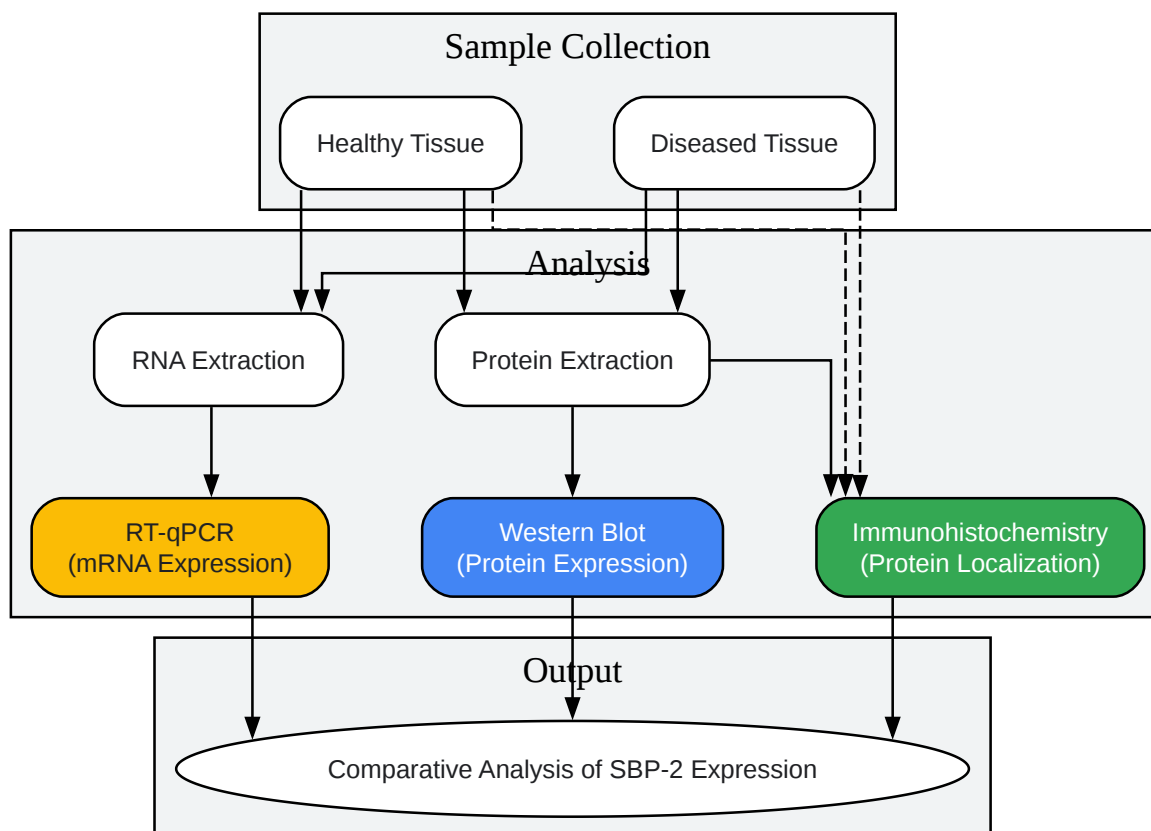 Sample Collection
Healthy Tissue
Diseased Tissue
Analysis
RNA Extraction
Protein Extraction
RT-qPCR
(mRNA Expression)
Western Blot
(Protein Expression)
Immunohistochemistry
(Protein Localization)
Output
Comparative Analysis of SBP-2 Expression